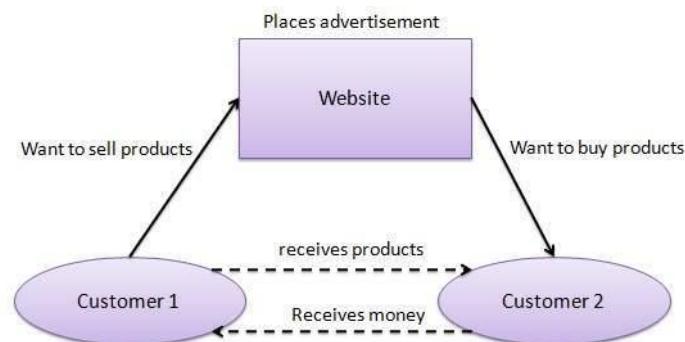 Places advertisement
Website
Want to sell products
Want to buy products
receives products
Customer 1
Customer 2
Receives money